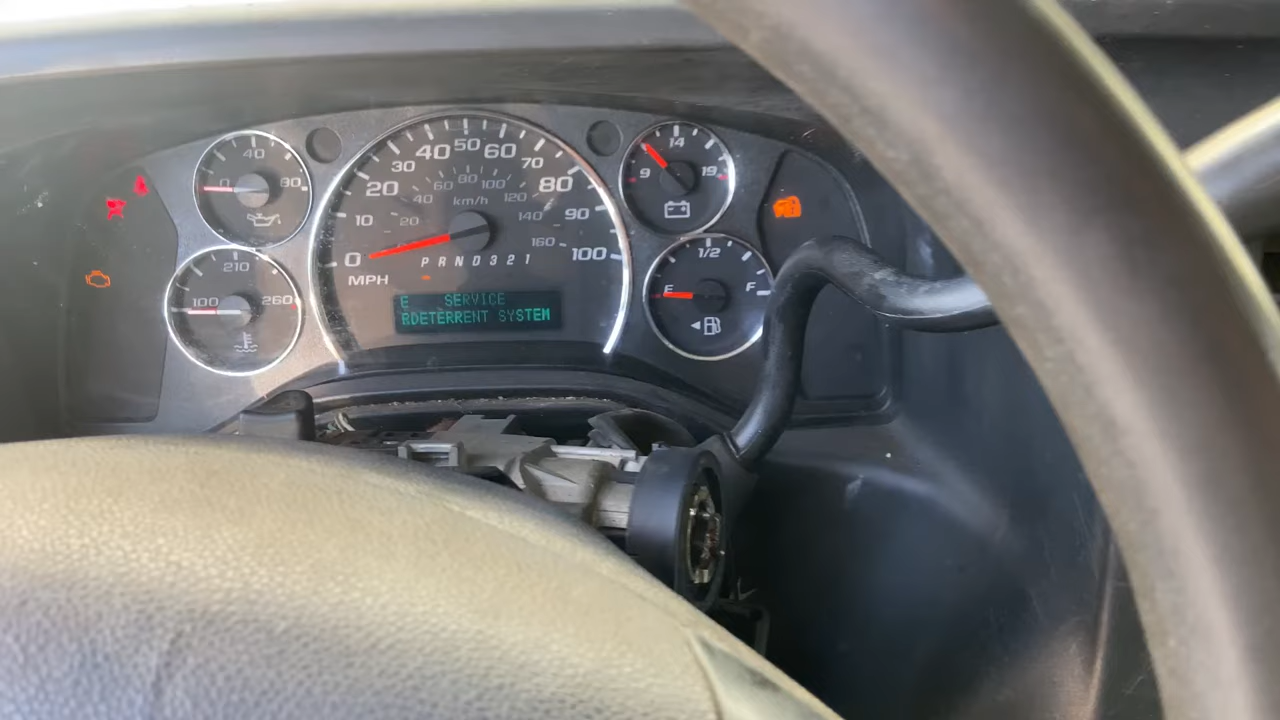 40
0 80
210
100 260
0 10 20 30 40 50 60 70 80 90 100
20 40 60 80 100 120 140 160
km/h
MPH
P R N D 3 2 1
E SERVICE
RDETERRENT SYSTEM
14
9 19
1/2
E F